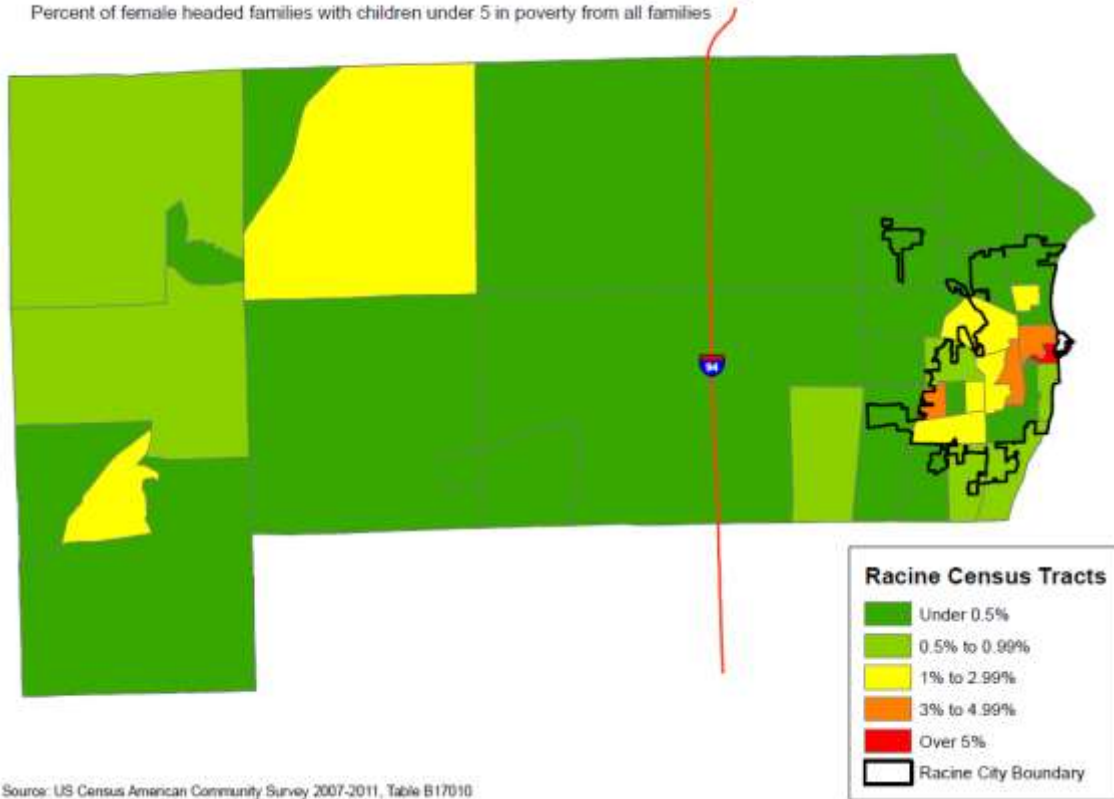 Percent of female headed families with children under 5 in poverty from all families
94
Racine Census Tracts
Under 0.5%
0.5% to 0.99%
1% to 2.99%
3% to 4.99%
Over 5%
Racine City Boundary
Source: US Census American Community Survey 2007-2011, Table B17010